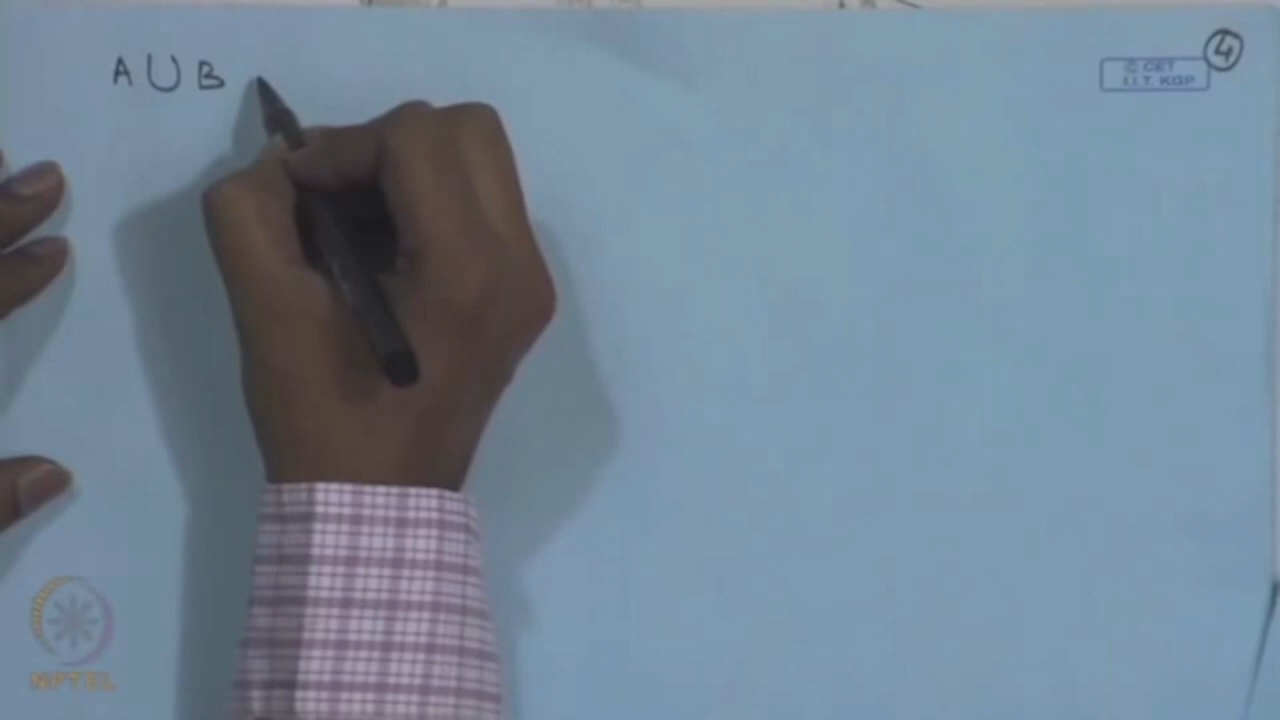 A ∪ B
4
© CET
I.I.T. KGP
NPTEL